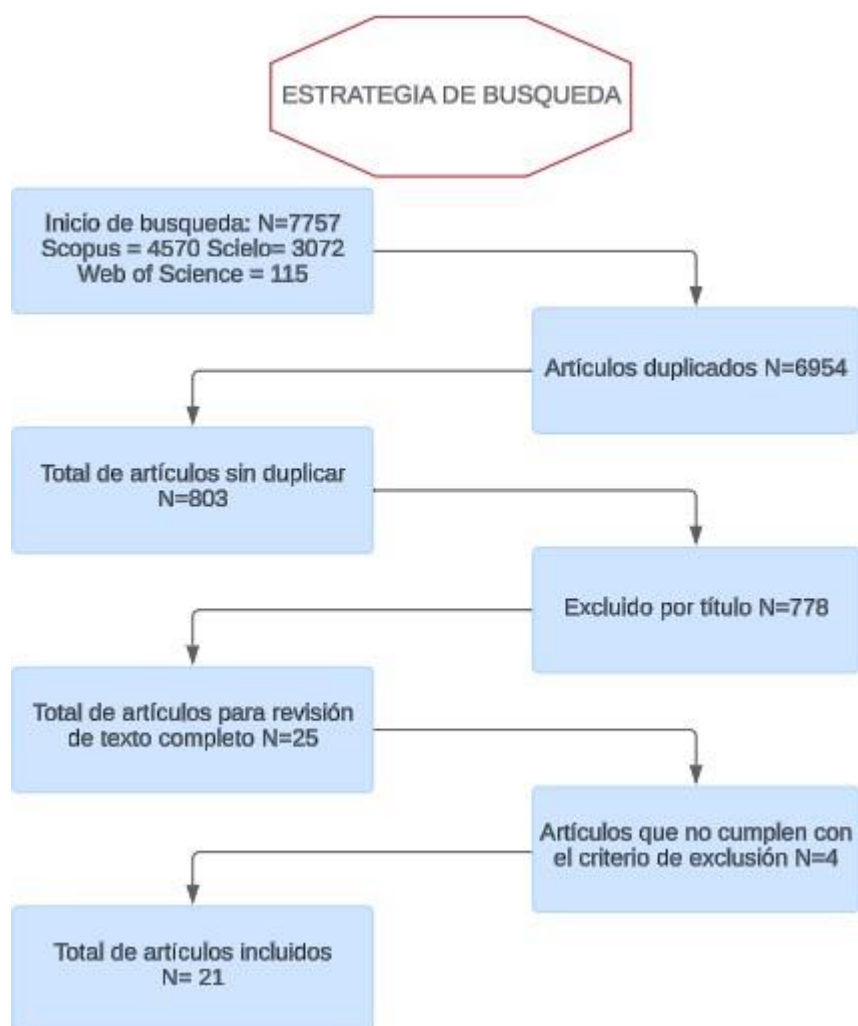 ESTRATEGIA DE BUSQUEDA
Inicio de busqueda: N=7757
Scopus = 4570 Scielo= 3072
Web of Science = 115
Artículos duplicados N=6954
Total de artículos sin duplicar
N=803
Excluido por título N=778
Total de artículos para revisión
de texto completo N=25
Artículos que no cumplen con
el criterio de exclusión N=4
Total de artículos incluidos
N= 21